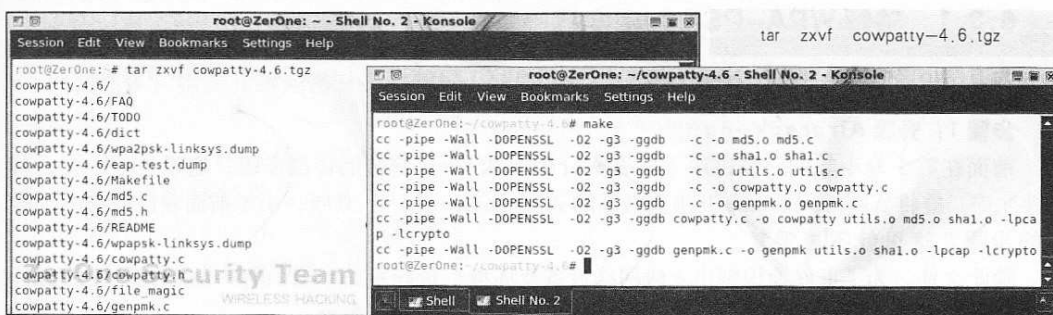 root@ZerOne: ~ - Shell No. 2 - Konsole
Session Edit View Bookmarks Settings Help
root@ZerOne:~# tar zxvf cowpatty-4.6.tgz
cowpatty-4.6/
cowpatty-4.6/FAQ
cowpatty-4.6/TODO
cowpatty-4.6/dict
cowpatty-4.6/wpa2psk-linksys.dump
cowpatty-4.6/eap-test.dump
cowpatty-4.6/Makefile
cowpatty-4.6/md5.c
cowpatty-4.6/md5.h
cowpatty-4.6/README
cowpatty-4.6/wpapsk-linksys.dump
cowpatty-4.6/cowpatty.c
cowpatty-4.6/cowpatty.h
cowpatty-4.6/file_magic
cowpatty-4.6/genpmk.c
ZerOne Security Team
WIRELESS HACKING
tar zxvf cowpatty—4.6.tgz
root@ZerOne: ~/cowpatty-4.6 - Shell No. 2 - Konsole
Session Edit View Bookmarks Settings Help
root@ZerOne:~/cowpatty-4.6# make
cc -pipe -Wall -DOPENSSL -O2 -g3 -ggdb -c -o md5.o md5.c
cc -pipe -Wall -DOPENSSL -O2 -g3 -ggdb -c -o sha1.o sha1.c
cc -pipe -Wall -DOPENSSL -O2 -g3 -ggdb -c -o utils.o utils.c
cc -pipe -Wall -DOPENSSL -O2 -g3 -ggdb -c -o cowpatty.o cowpatty.c
cc -pipe -Wall -DOPENSSL -O2 -g3 -ggdb -c -o genpmk.o genpmk.c
cc -pipe -Wall -DOPENSSL -O2 -g3 -ggdb cowpatty.c -o cowpatty utils.o md5.o sha1.o -lpca
p -lcrypto
cc -pipe -Wall -DOPENSSL -O2 -g3 -ggdb genpmk.c -o genpmk utils.o sha1.o -lpcap -lcrypto
root@ZerOne:~/cowpatty-4.6#
Shell Shell No. 2